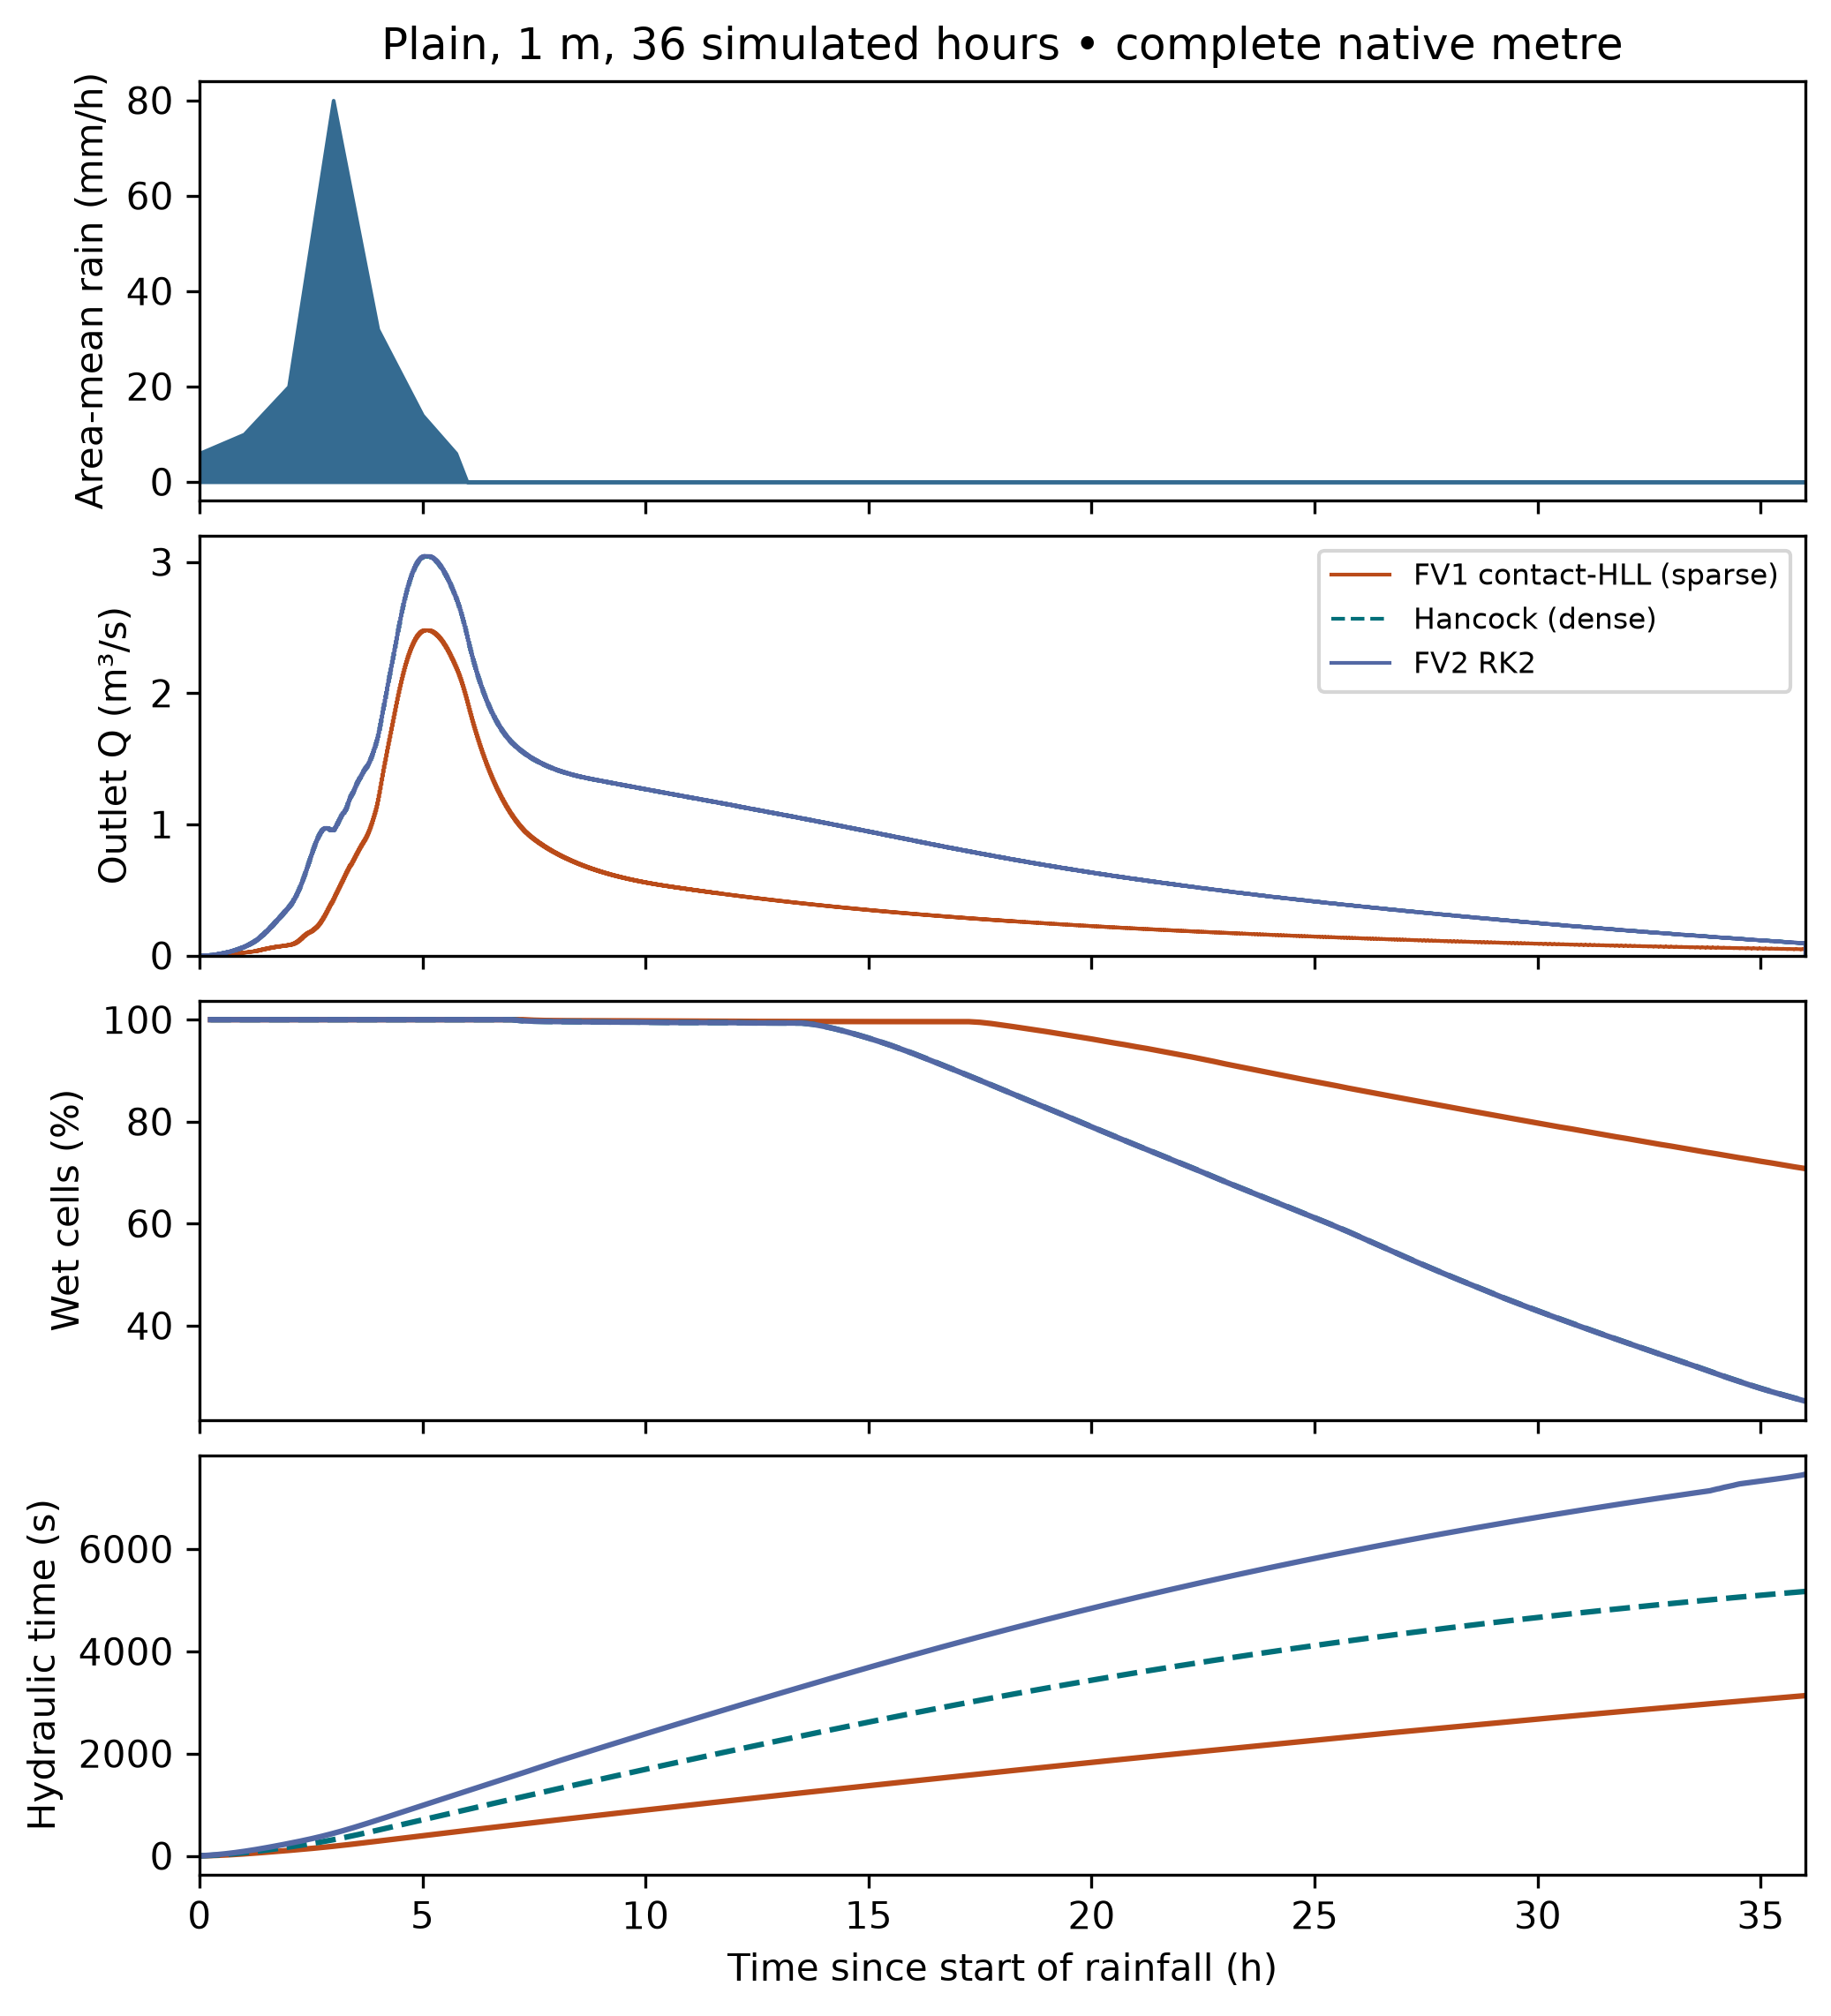 Plain, 1 m, 36 simulated hours • complete native metre
Area-mean rain (mm/h)
80
60
40
20
0
Outlet Q (m³/s)
3
2
1
0
FV1 contact-HLL (sparse)
Hancock (dense)
FV2 RK2
Wet cells (%)
100
80
60
40
Hydraulic time (s)
6000
4000
2000
0
0 5 10 15 20 25 30 35
Time since start of rainfall (h)